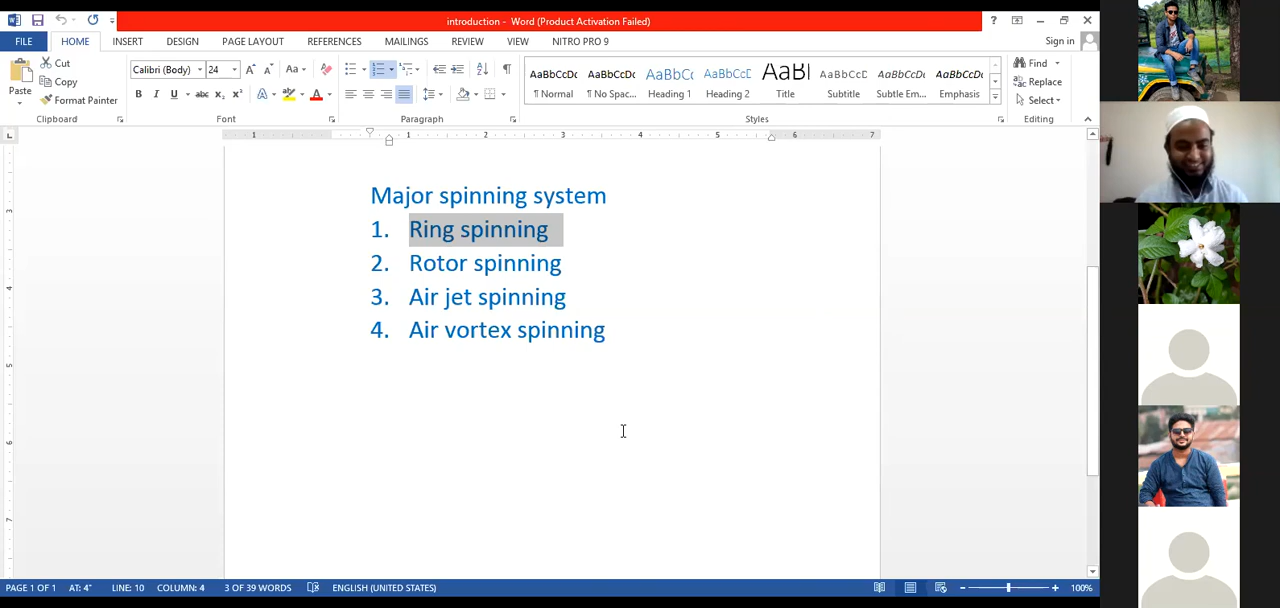 introduction - Word (Product Activation Failed)
FILE HOME INSERT DESIGN PAGE LAYOUT REFERENCES MAILINGS REVIEW VIEW NITRO PRO 9 Sign in
Paste
Cut
Copy
Format Painter
Clipboard
Calibri (Body) 24
Font
Paragraph
AaBbCcDc AaBbCcDc AaBbCc AaBbCcD AaBl AaBbCcD AaBbCcDt AaBbCcDt
¶ Normal ¶ No Spac... Heading 1 Heading 2 Title Subtitle Subtle Em... Emphasis
Styles
Find
Replace
Select
Editing
Major spinning system
1. Ring spinning
2. Rotor spinning
3. Air jet spinning
4. Air vortex spinning
PAGE 1 OF 1 AT: 4" LINE: 10 COLUMN: 4 3 OF 39 WORDS ENGLISH (UNITED STATES) 100%